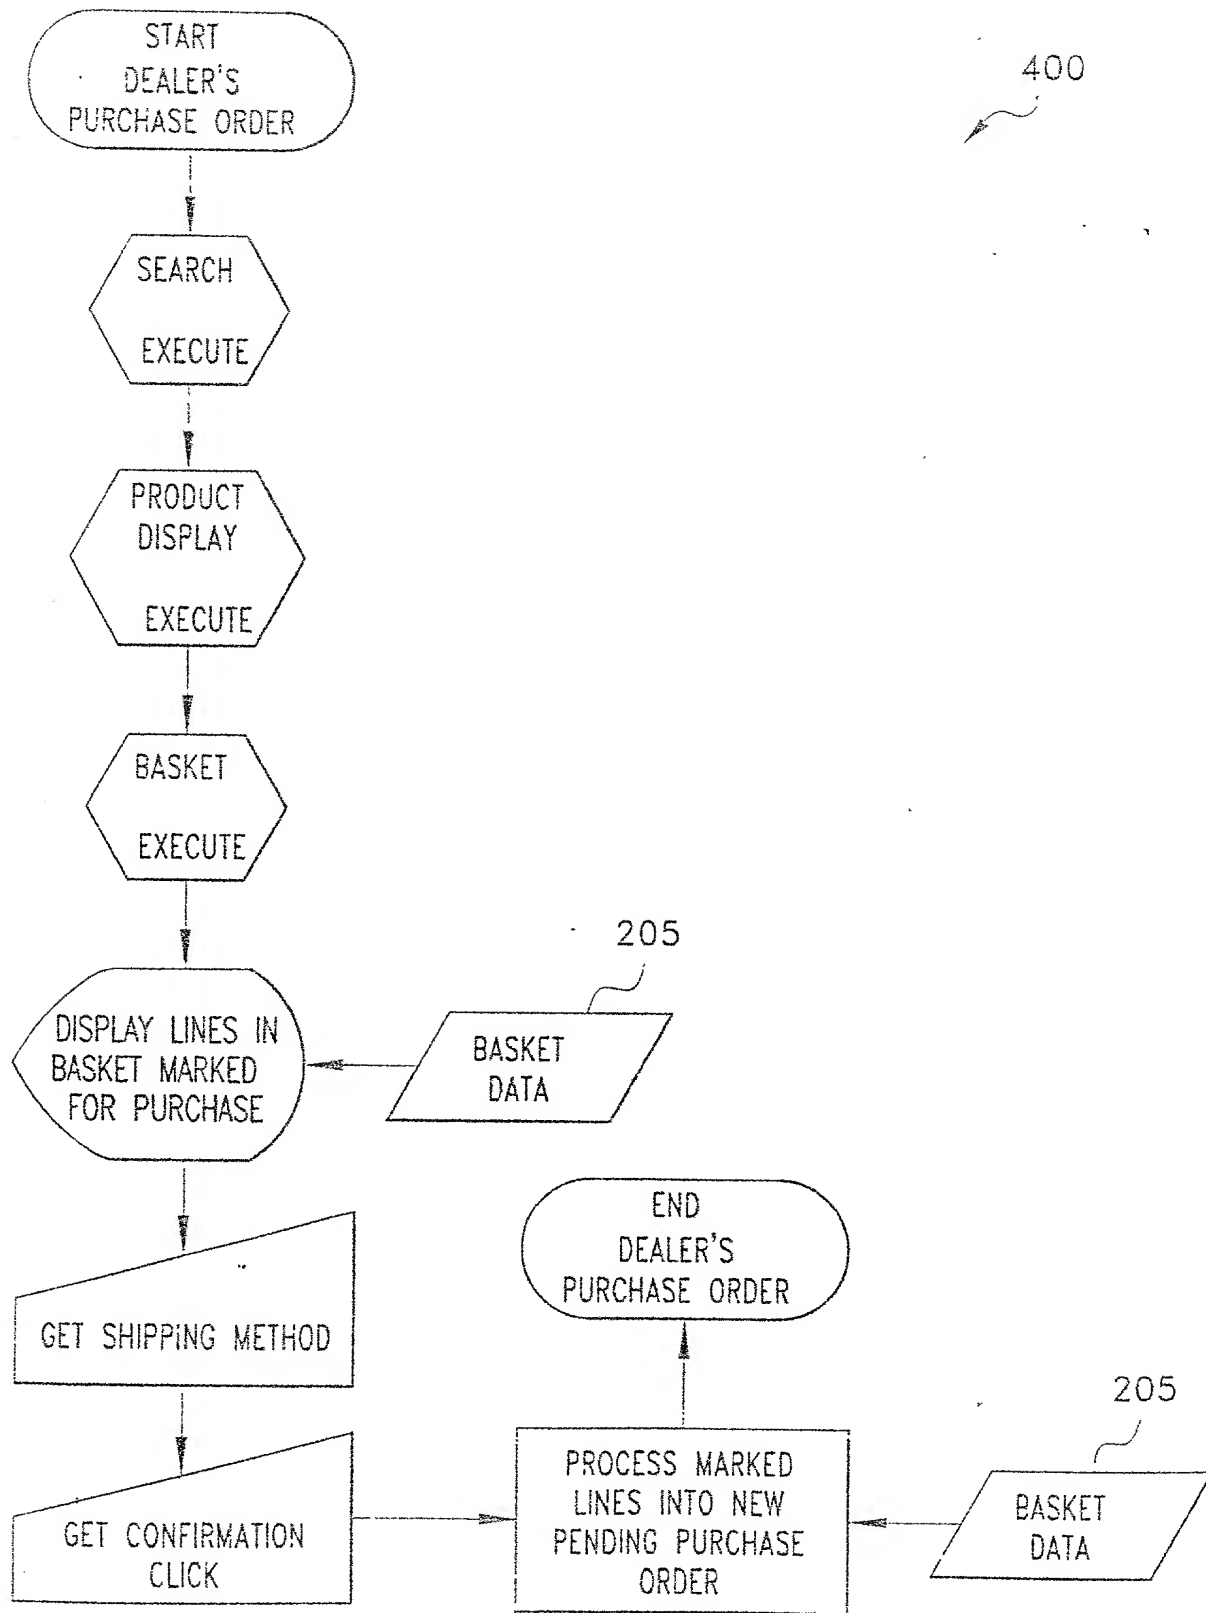 START
DEALER'S
PURCHASE ORDER
400
SEARCH
EXECUTE
PRODUCT
DISPLAY
EXECUTE
BASKET
EXECUTE
205
DISPLAY LINES IN
BASKET MARKED
FOR PURCHASE
BASKET
DATA
GET SHIPPING METHOD
END
DEALER'S
PURCHASE ORDER
205
GET CONFIRMATION
CLICK
PROCESS MARKED
LINES INTO NEW
PENDING PURCHASE
ORDER
BASKET
DATA